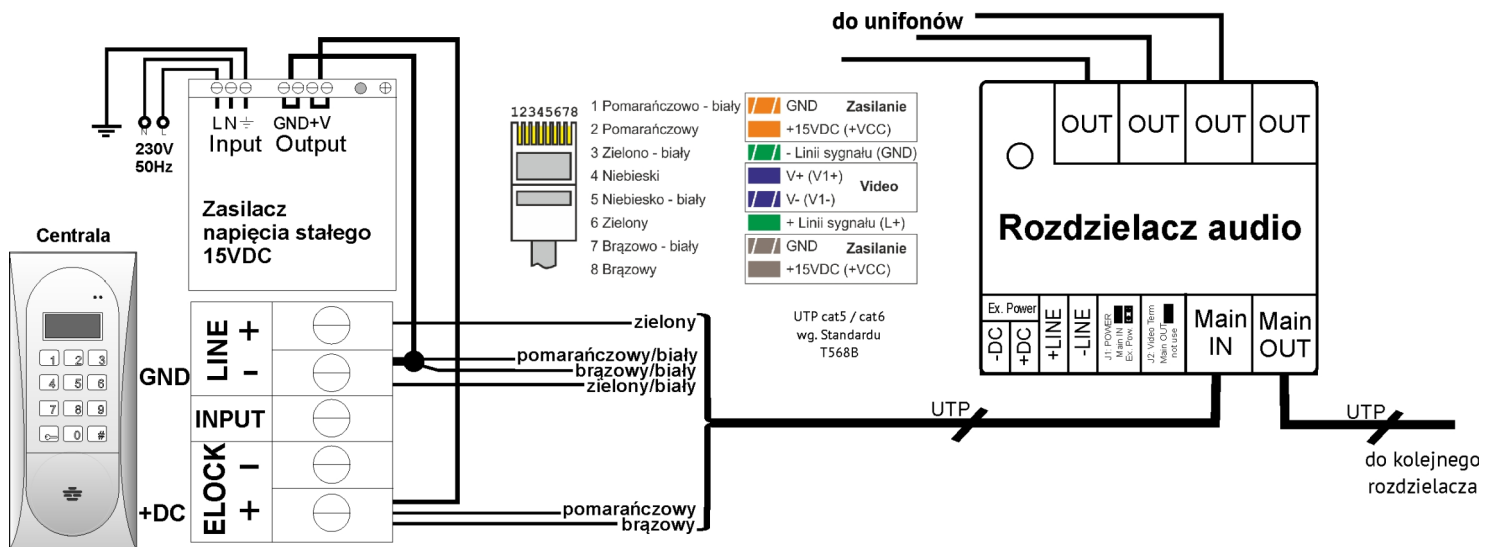 do unifonów
L N
GND+V
Input Output
N L
230V
50Hz
Zasilacz
napięcia stałego
15VDC
Centrala
1 2 3
4 5 6
7 8 9
0 #
GND
+DC
LINE + -
INPUT
ELOCK - +
12345678
1 Pomarańczowo - biały
2 Pomarańczowy
3 Zielono - biały
4 Niebieski
5 Niebiesko - biały
6 Zielony
7 Brązowo - biały
8 Brązowy
GND Zasilanie
+15VDC (+VCC)
- Linii sygnału (GND)
V+ (V1+)
Video
V- (V1-)
+ Linii sygnału (L+)
GND Zasilanie
+15VDC (+VCC)
UTP cat5 / cat6
wg. Standardu
T568B
zielony
pomarańczowy/biały
brązowy/biały
zielony/biały
pomarańczowy
brązowy
UTP
OUT OUT OUT OUT
Rozdzielacz audio
Ex. Power
-DC
+DC
+LINE
-LINE
J1: POWER
Main IN
Ex. Pow.
J2: Video Term
Main OUT
not use
Main
IN
Main
OUT
UTP
do kolejnego
rozdzielacza